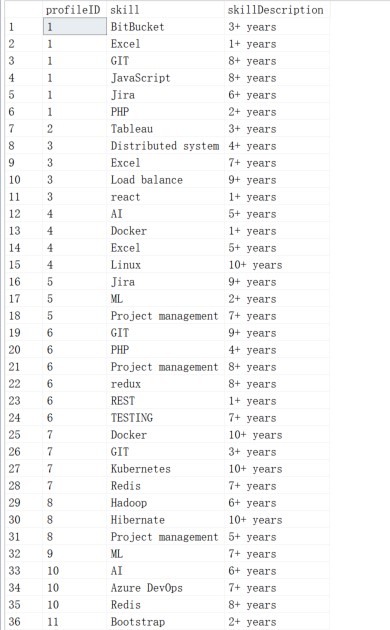 profileID skill skillDescription
1 1 BitBucket 3+ years
2 1 Excel 1+ years
3 1 GIT 8+ years
4 1 JavaScript 8+ years
5 1 Jira 6+ years
6 1 PHP 2+ years
7 2 Tableau 3+ years
8 3 Distributed system 4+ years
9 3 Excel 7+ years
10 3 Load balance 9+ years
11 3 react 1+ years
12 4 AI 5+ years
13 4 Docker 1+ years
14 4 Excel 5+ years
15 4 Linux 10+ years
16 5 Jira 9+ years
17 5 ML 2+ years
18 5 Project management 7+ years
19 6 GIT 9+ years
20 6 PHP 4+ years
21 6 Project management 8+ years
22 6 redux 8+ years
23 6 REST 1+ years
24 6 TESTING 7+ years
25 7 Docker 10+ years
26 7 GIT 3+ years
27 7 Kubernetes 10+ years
28 7 Redis 7+ years
29 8 Hadoop 6+ years
30 8 Hibernate 10+ years
31 8 Project management 5+ years
32 9 ML 7+ years
33 10 AI 6+ years
34 10 Azure DevOps 7+ years
35 10 Redis 8+ years
36 11 Bootstrap 2+ years